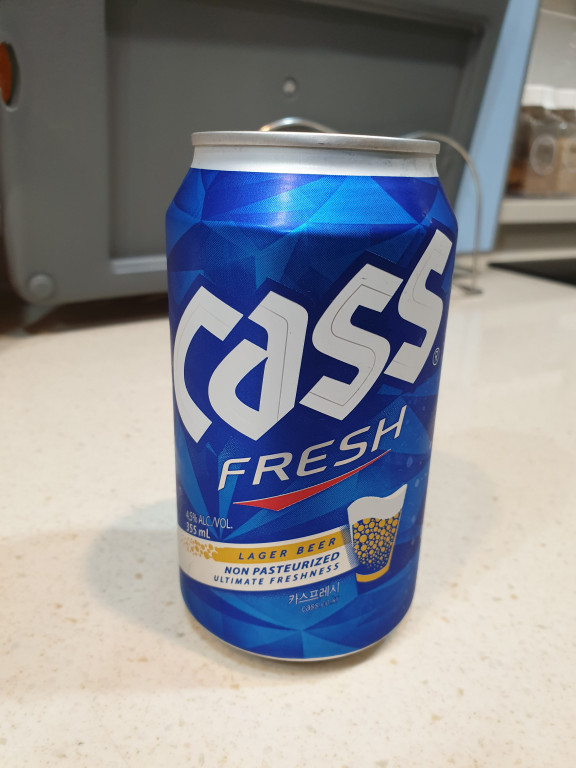 cass
®
FRESH
4.5% ALC./VOL.
355 mL
LAGER BEER
NON PASTEURIZED
ULTIMATE FRESHNESS
카스프레시